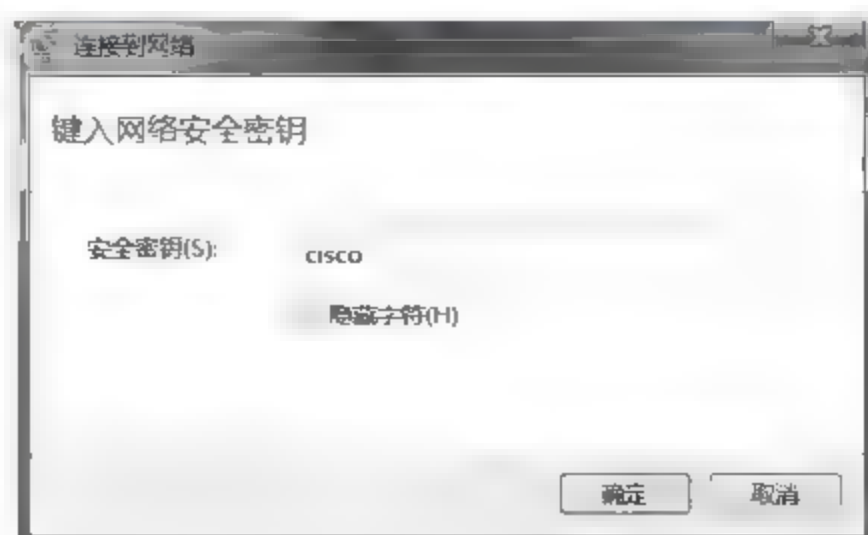 连接到网络
键入网络安全密钥
安全密钥(S):
cisco
隐藏字符(H)
确定
取消